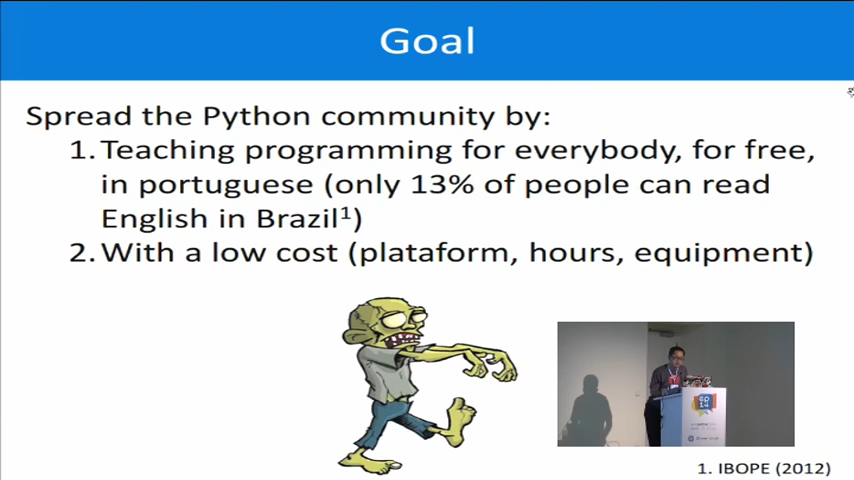 Goal
Spread the Python community by:
1. Teaching programming for everybody, for free,
in portuguese (only 13% of people can read
English in Brazil¹)
2. With a low cost (plataform, hours, equipment)
1. IBOPE (2012)